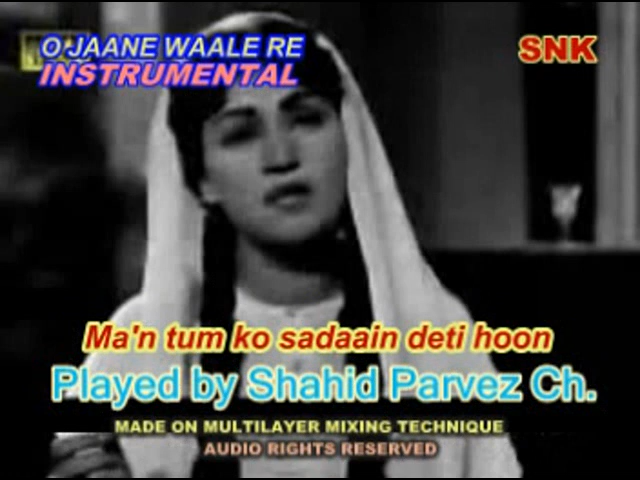 O JAANE WAALE RE
SNK
INSTRUMENTAL
Ma'n tum ko sadaain deti hoon
Played by Shahid Parvez Ch.
MADE ON MULTILAYER MIXING TECHNIQUE
AUDIO RIGHTS RESERVED